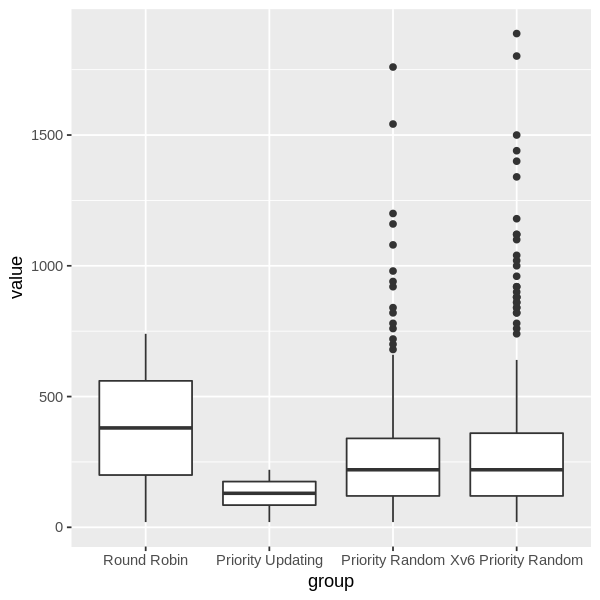 1500
1000
500
0
value
Round Robin
Priority Updating
Priority Random
Xv6 Priority Random
group